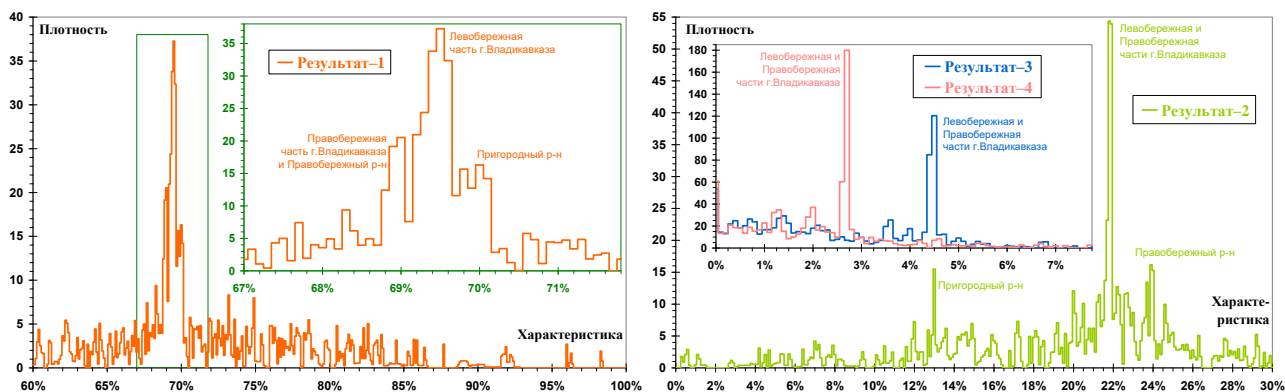 Плотность
40
35
30
25
20
15
10
5
0
60%
65%
70%
75%
80%
85%
90%
95%
100%
Характеристика
35
30
25
20
15
10
5
0
67%
68%
69%
70%
71%
Результат–1
Левобережная
часть г.Владикавказа
Правобережная
часть г.Владикавказа
и Правобережный р-н
Пригородный р-н
Плотность
55
50
45
40
35
30
25
20
15
10
5
0
0%
2%
4%
6%
8%
10%
12%
14%
16%
18%
20%
22%
24%
26%
28%
30%
Характе-
ристика
Левобережная и
Правобережная
части г.Владикавказа
Результат–2
Правобережный р-н
Пригородный р-н
180
160
140
120
100
80
60
40
20
0
0%
1%
2%
3%
4%
5%
6%
7%
Левобережная и
Правобережная
части г.Владикавказа
Результат–3
Результат–4
Левобережная и
Правобережная
части г.Владикавказа